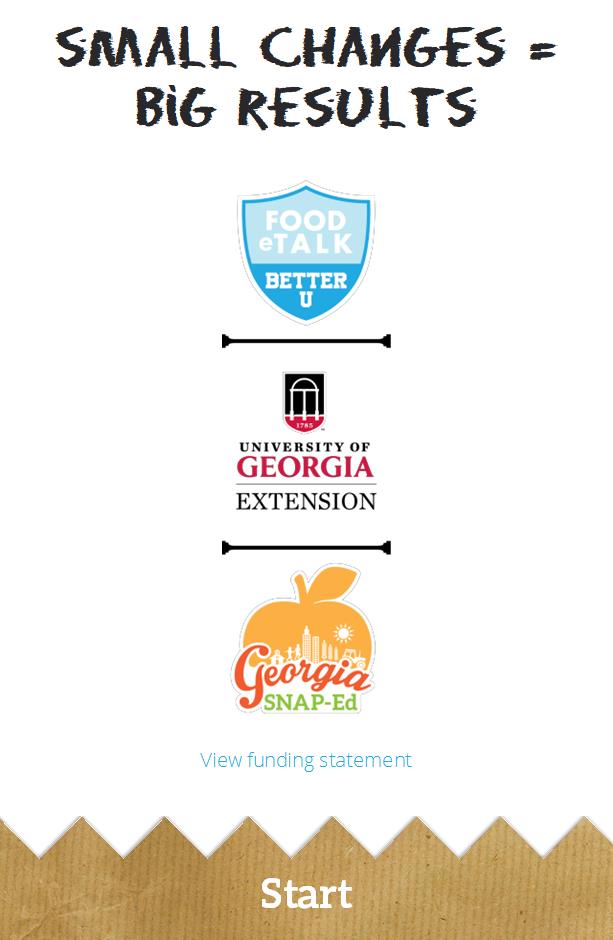 SMALL CHANGES =
BiG RESULTS
FOOD
eTALK
BETTER
U
1785
UNIVERSITY OF
GEORGIA
EXTENSION
Georgia
SNAP-Ed
View funding statement
Start